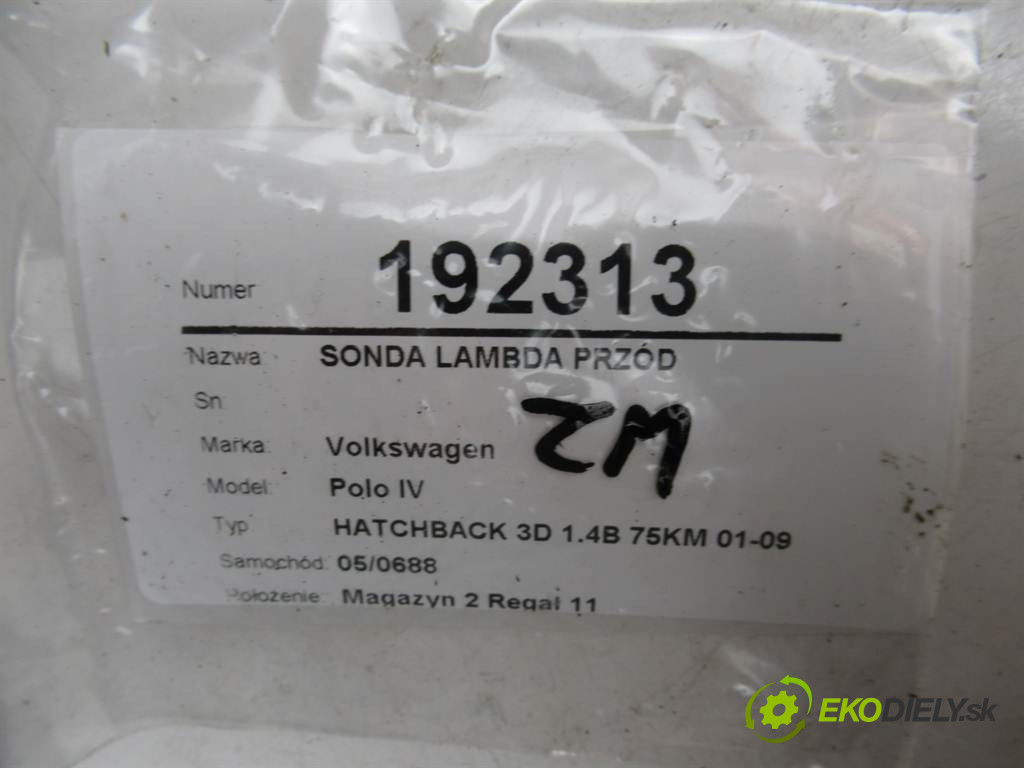 Numer 192313
Nazwa: SONDA LAMBDA PRZÓD
Sn
Marka: Volkswagen
ZM
Model: Polo IV
Typ HATCHBACK 3D 1.4B 75KM 01-09
Samochód: 05/0688
Położenie: Magazyn 2 Regal 11
EKODIELY.sk